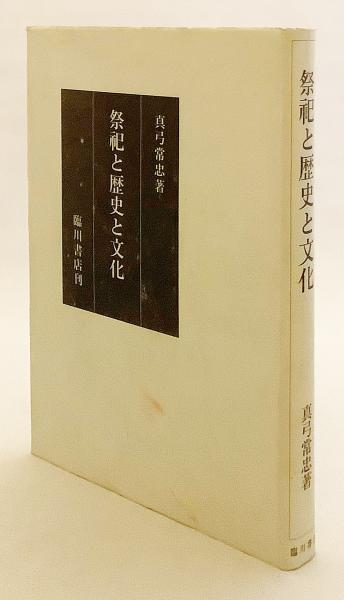 真弓常忠著
祭祀と歴史と文化
臨川書店刊
祭祀と歴史と文化
真弓常忠著
臨川書